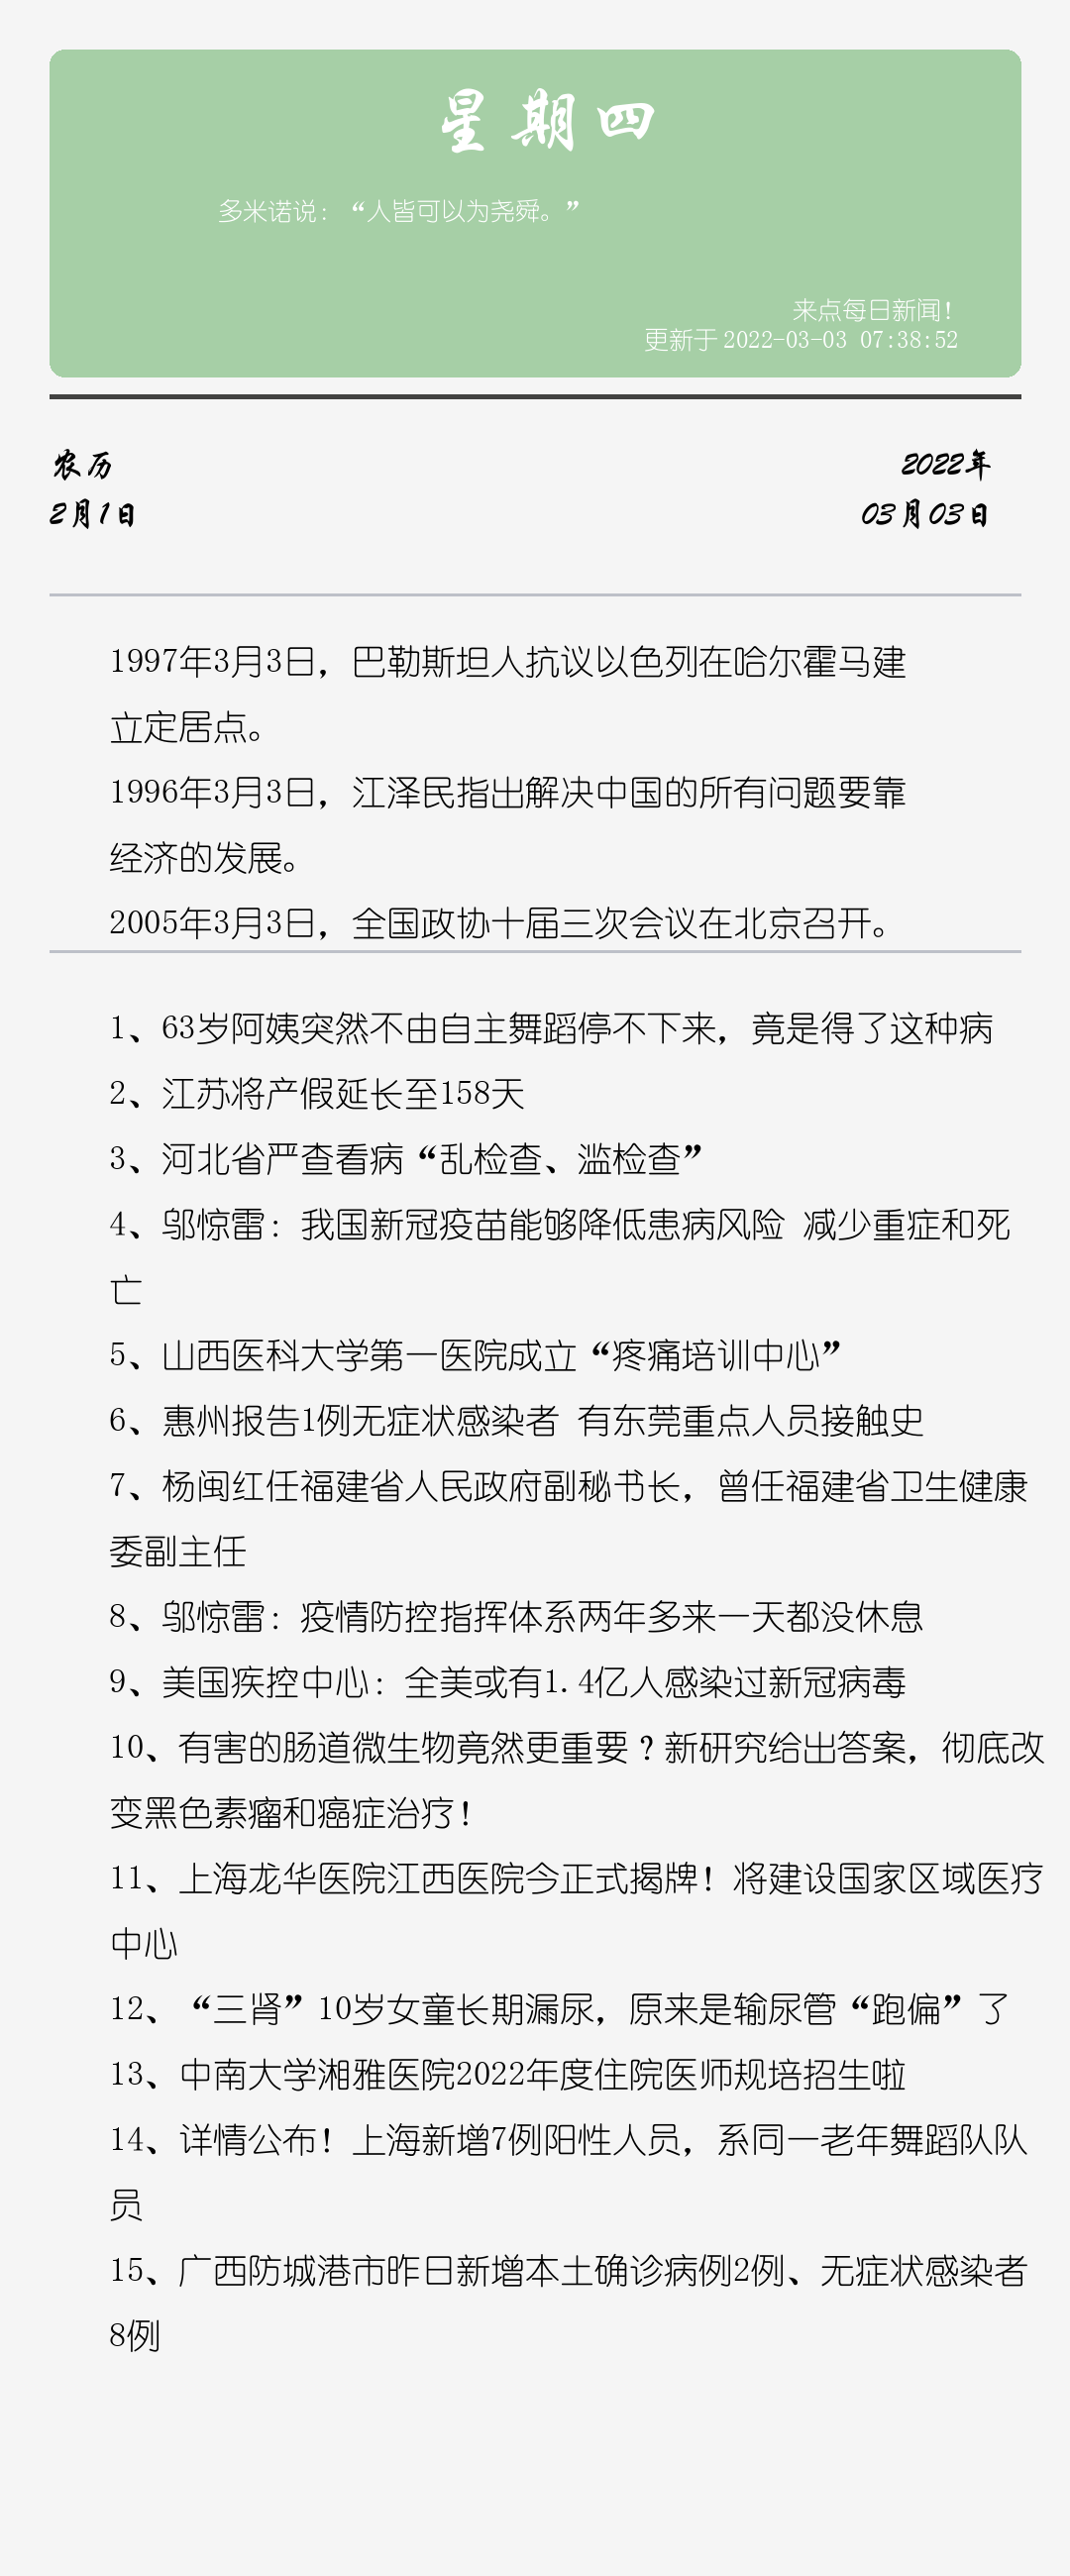 星期四
多米诺说：“人皆可以为尧舜。”
来点每日新闻！
更新于 2022-03-03 07:38:52
农历
2022年
2月1日
03月03日
1997年3月3日，巴勒斯坦人抗议以色列在哈尔霍马建
立定居点。
1996年3月3日，江泽民指出解决中国的所有问题要靠
经济的发展。
2005年3月3日，全国政协十届三次会议在北京召开。
1、63岁阿姨突然不由自主舞蹈停不下来，竟是得了这种病
2、江苏将产假延长至158天
3、河北省严查看病“乱检查、滥检查”
4、邬惊雷：我国新冠疫苗能够降低患病风险 减少重症和死
亡
5、山西医科大学第一医院成立“疼痛培训中心”
6、惠州报告1例无症状感染者 有东莞重点人员接触史
7、杨闽红任福建省人民政府副秘书长，曾任福建省卫生健康
委副主任
8、邬惊雷：疫情防控指挥体系两年多来一天都没休息
9、美国疾控中心：全美或有1.4亿人感染过新冠病毒
10、有害的肠道微生物竟然更重要？新研究给出答案，彻底改
变黑色素瘤和癌症治疗！
11、上海龙华医院江西医院今正式揭牌！将建设国家区域医疗
中心
12、“三肾”10岁女童长期漏尿，原来是输尿管“跑偏”了
13、中南大学湘雅医院2022年度住院医师规培招生啦
14、详情公布！上海新增7例阳性人员，系同一老年舞蹈队队
员
15、广西防城港市昨日新增本土确诊病例2例、无症状感染者
8例